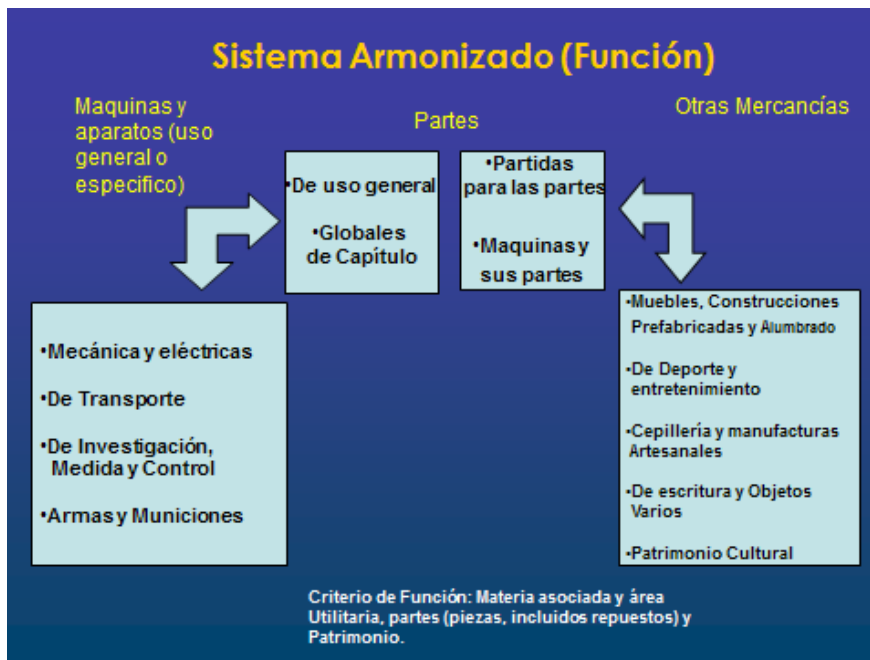 Sistema Armonizado (Función)
Maquinas y
aparatos (uso
general o
especifico)
Partes
Otras Mercancías
•De uso general
•Globales
de Capítulo
•Partidas
para las partes
•Maquinas y
sus partes
•Mecánica y eléctricas
•De Transporte
•De Investigación,
Medida y Control
•Armas y Municiones
•Muebles, Construcciones
Prefabricadas y Alumbrado
•De Deporte y
entretenimiento
•Cepillería y manufacturas
Artesanales
•De escritura y Objetos
Varios
•Patrimonio Cultural
Criterio de Función: Materia asociada y área
Utilitaria, partes (piezas, incluidos repuestos) y
Patrimonio.